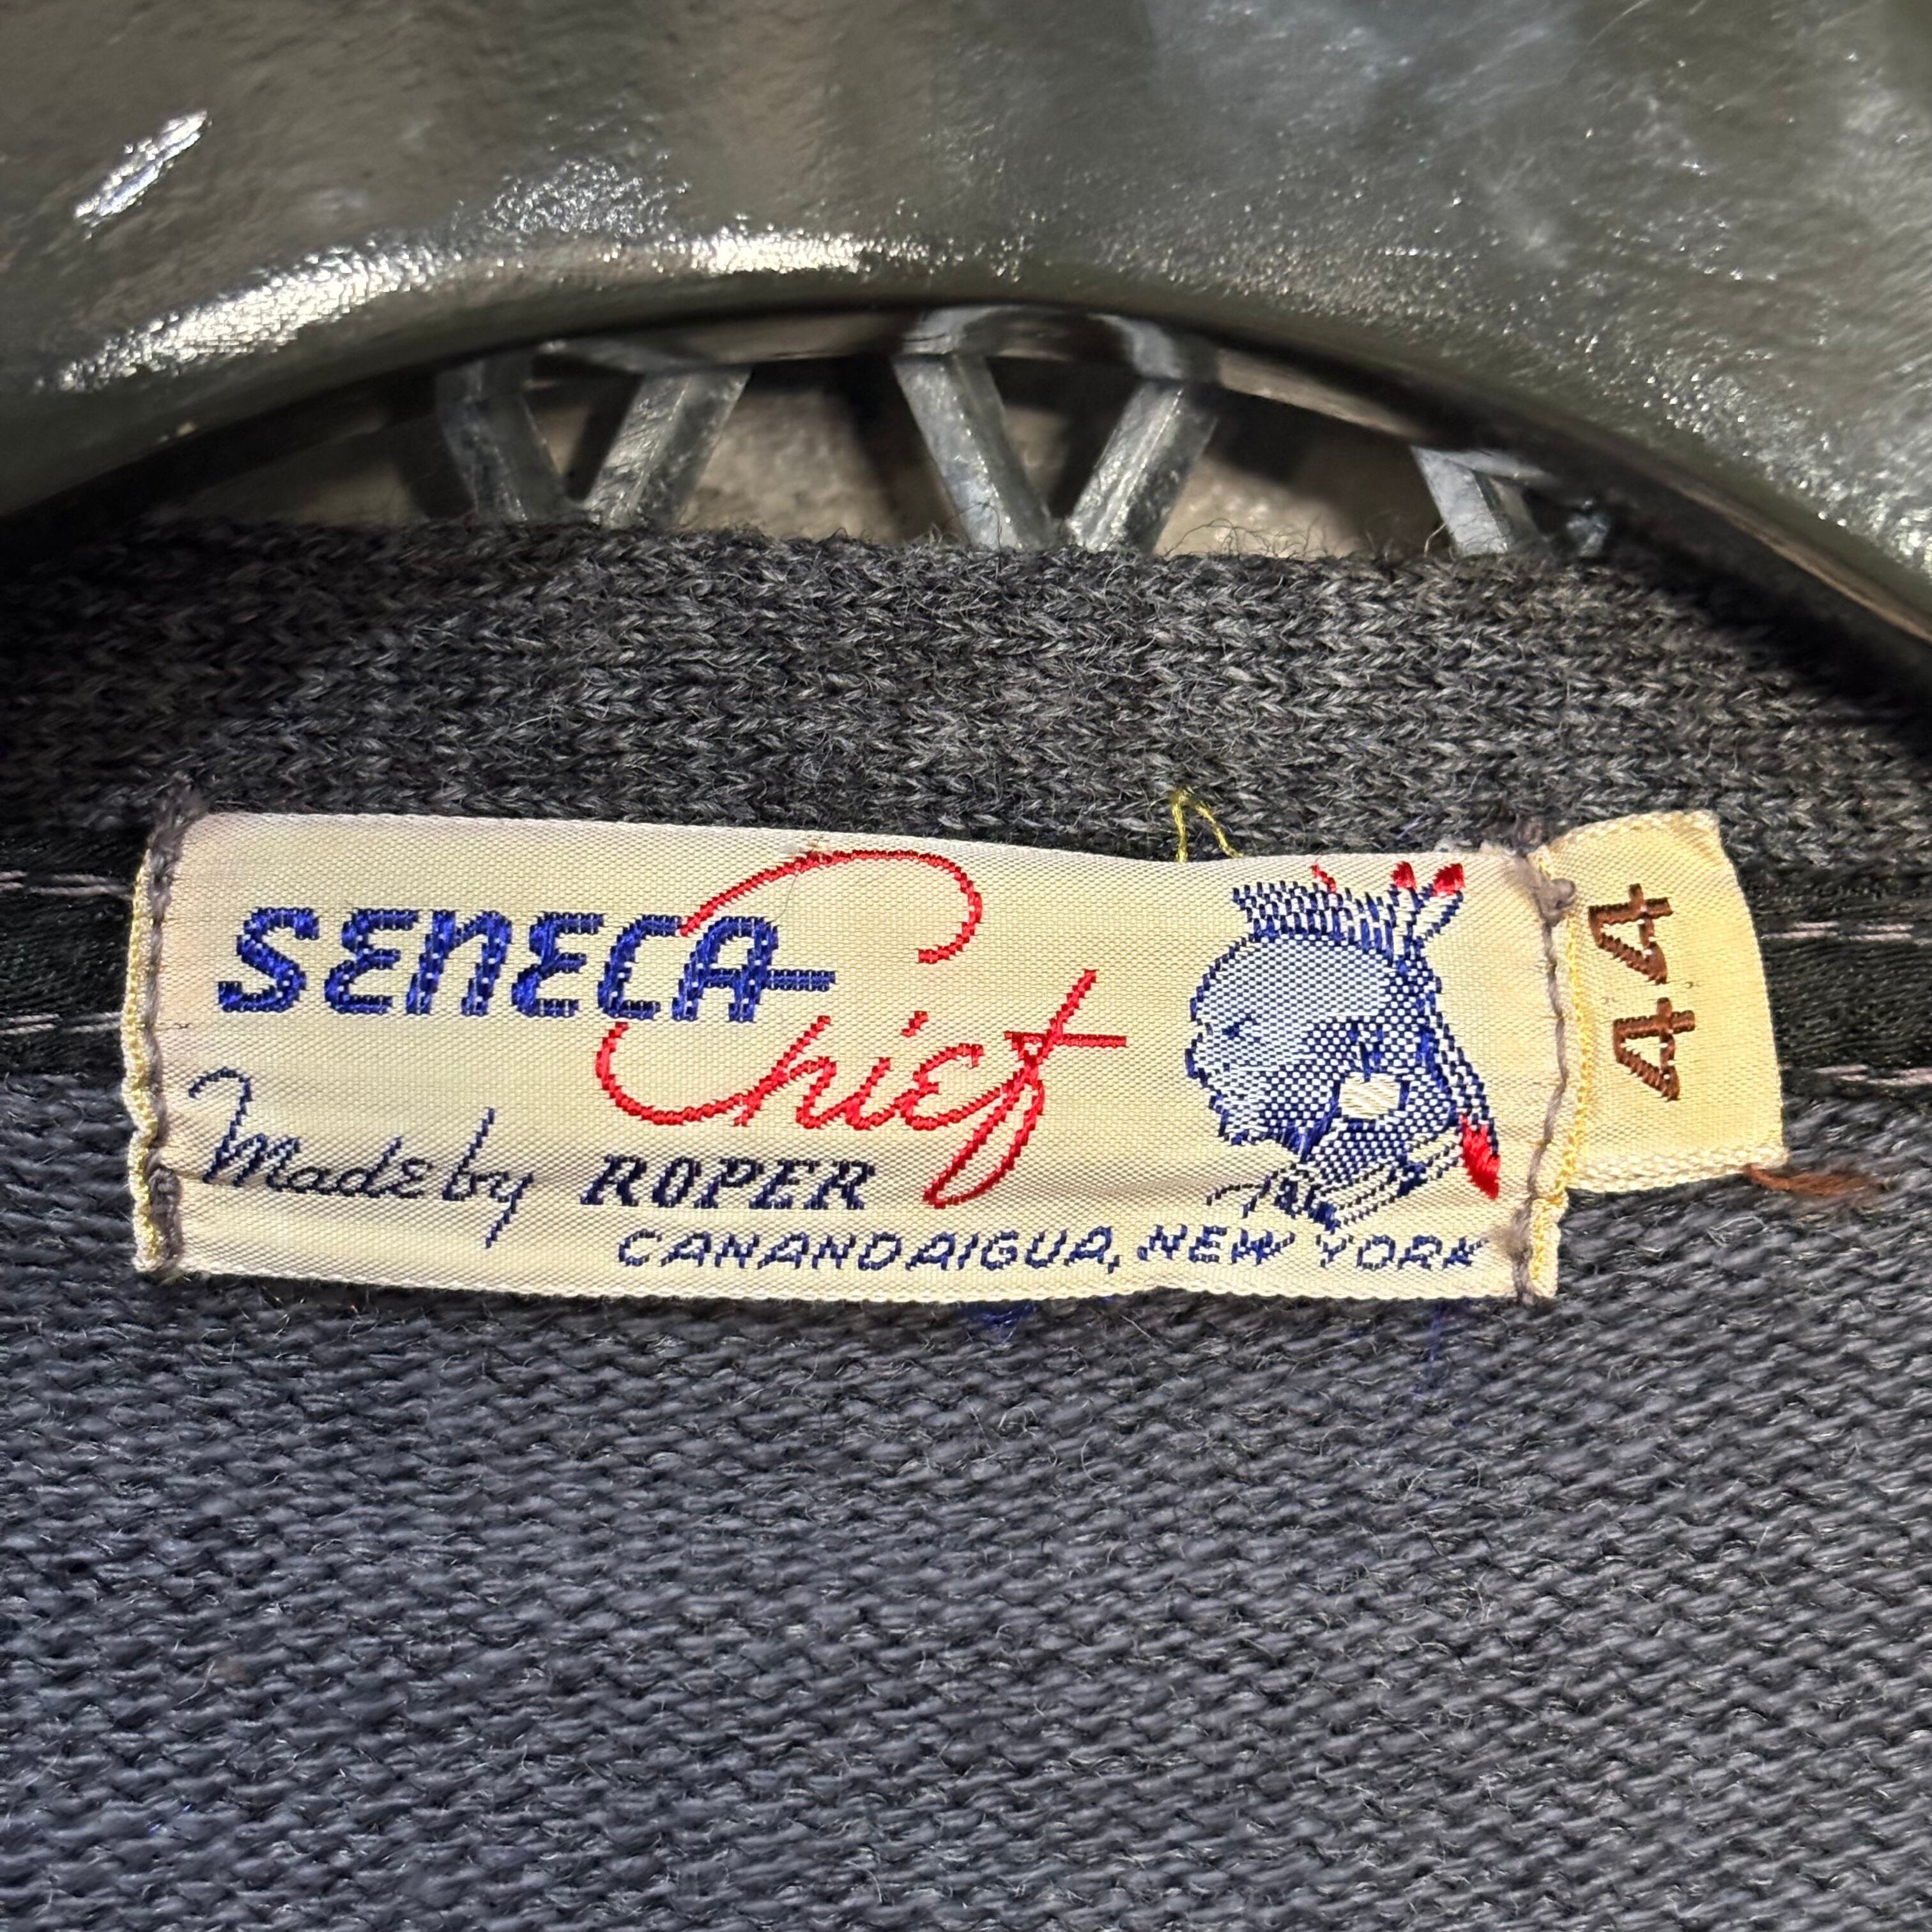 SENECA
Chief
Made by ROPER
CANANDAIGUA, NEW YORK
44